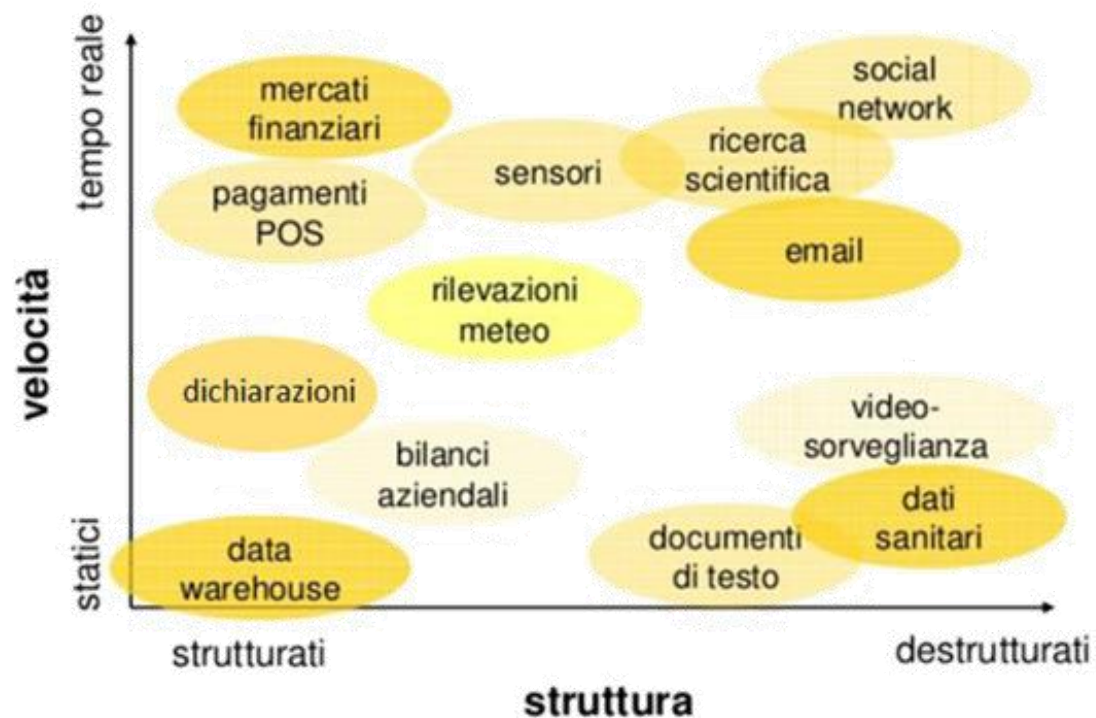 tempo reale
velocità
statici
mercati
finanziari
social
network
ricerca
scientifica
sensori
pagamenti
POS
email
rilevazioni
meteo
dichiarazioni
video-
sorveglianza
bilanci
aziendali
dati
sanitari
documenti
di testo
data
warehouse
strutturati
destrutturati
struttura